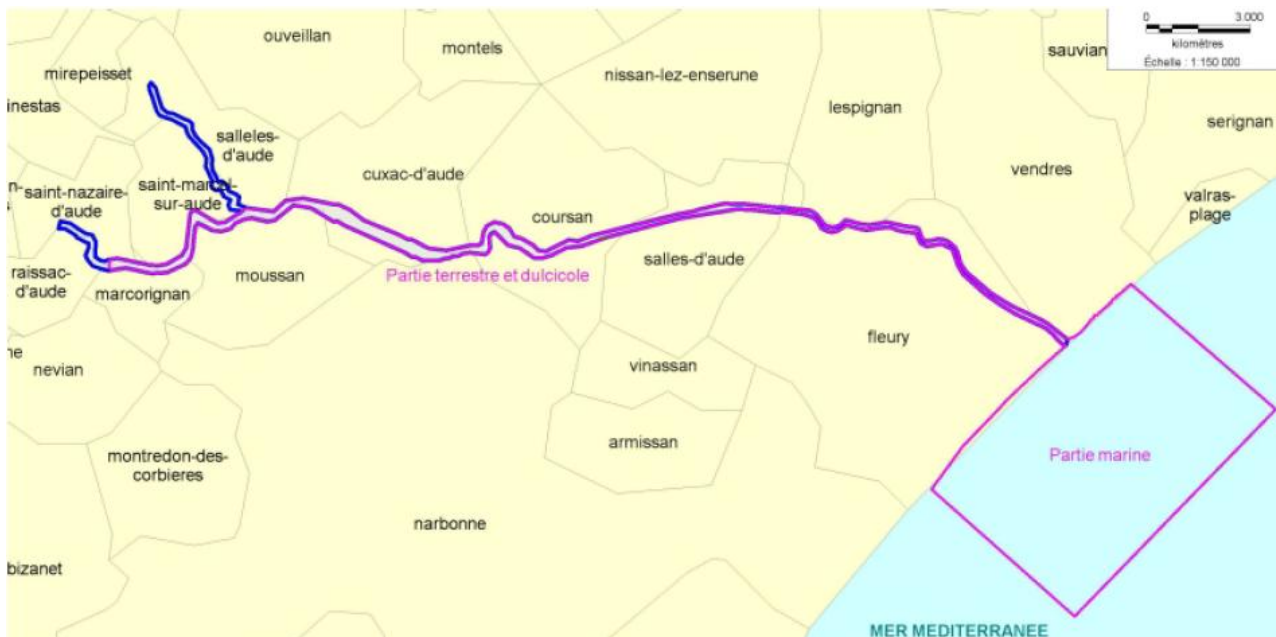 0 3.000
kilomètres
Échelle : 1:150 000
ouveillan
montels
sauvian
mirepeisset
nissan-lez-enserune
inestas
lespignan
serignan
salleles-
d'aude
vendres
cuxac-d'aude
saint-nazaire-
d'aude
saint-marcel-
sur-aude
valras-
plage
coursan
salles-d'aude
raissac-
d'aude
moussan
Partie terrestre et dulcicole
marcorignan
fleury
ne
nevian
vinassan
armissan
Partie marine
montredon-des-
corbieres
narbonne
bizanet
MER MEDITERRANEE